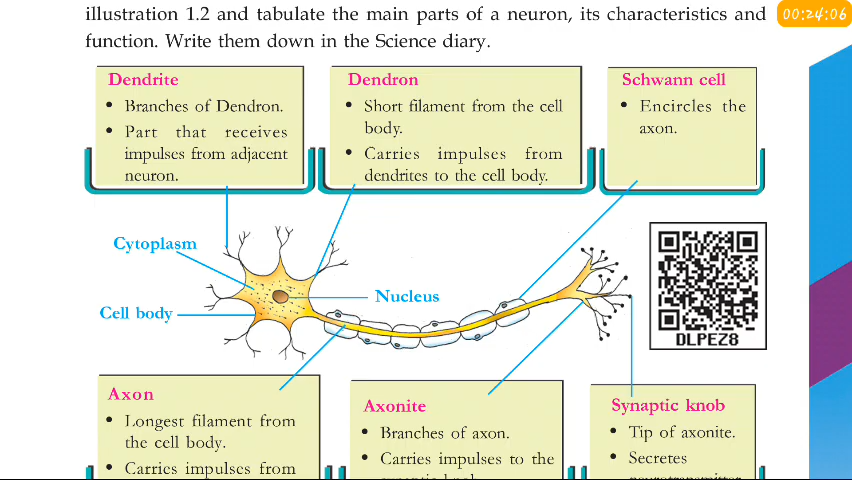 illustration 1.2 and tabulate the main parts of a neuron, its characteristics and
00:24:06
function. Write them down in the Science diary.
Dendrite
• Branches of Dendron.
• Part that receives
impulses from adjacent
neuron.
Dendron
• Short filament from the cell
body.
• Carries impulses from
dendrites to the cell body.
Schwann cell
• Encircles the
axon.
Cytoplasm
Nucleus
Cell body
DLPEZ8
Axon
• Longest filament from
the cell body.
• Carries impulses from
Axonite
• Branches of axon.
• Carries impulses to the
synaptic knob
Synaptic knob
• Tip of axonite.
• Secretes
neurotransmitter